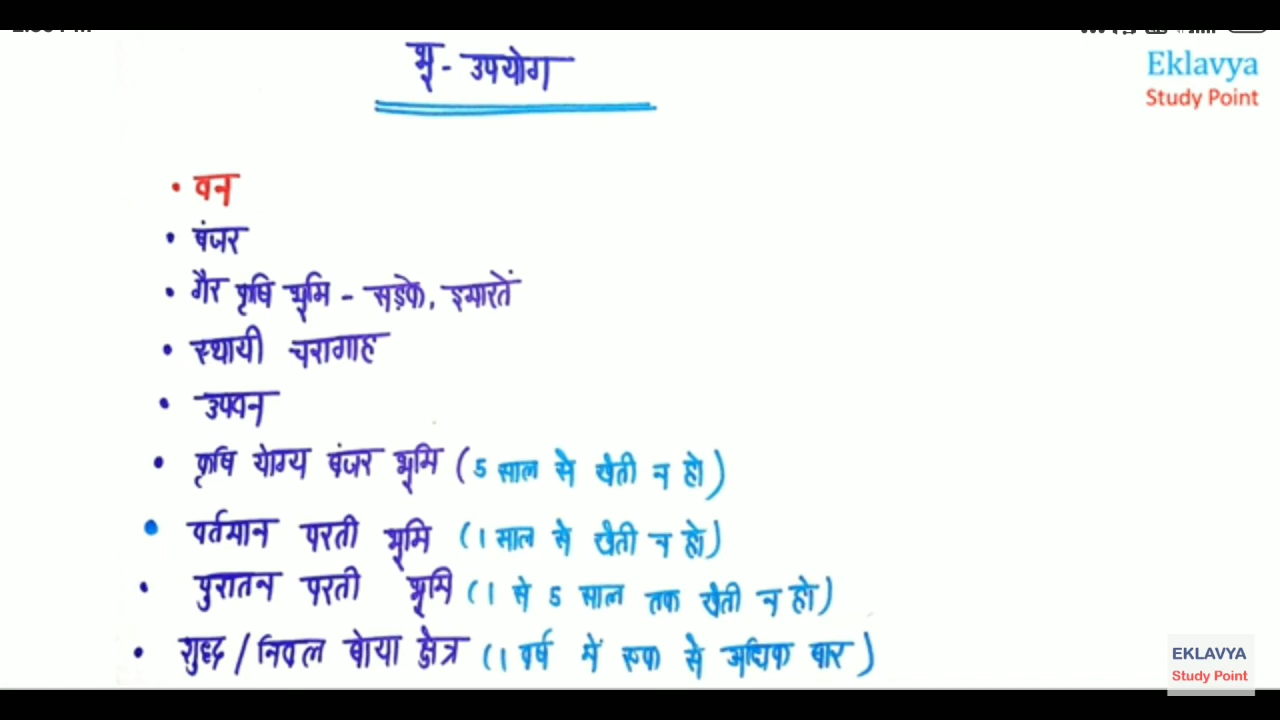 भू - उपयोग
Eklavya
Study Point
• वन
• बंजर
• गैर कृषि भूमि - सड़के, इमारतें
• स्थायी चरागाह
• उपवन
• कृषि योग्य बंजर भूमि (5 साल से खेती न हो)
• वर्तमान परती भूमि (1 साल से खेती न हो)
• पुरातन परती भूमि (1 से 5 साल तक खेती न हो)
• शुद्ध / निवल बोया क्षेत्र (1 वर्ष में एक से अधिक बार)
EKLAVYA
Study Point